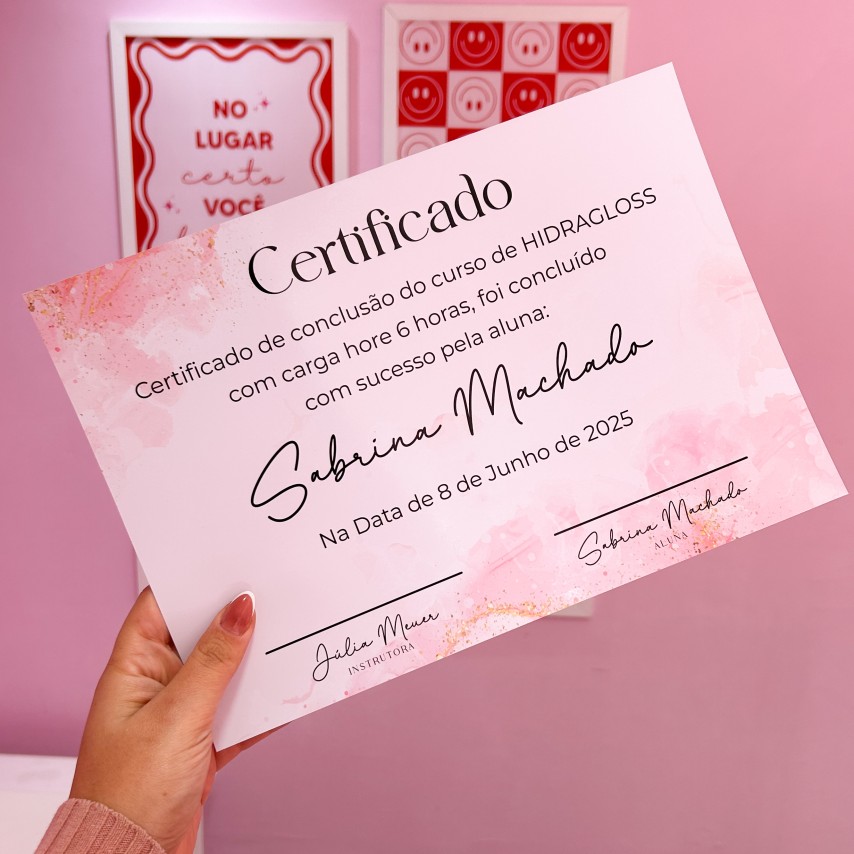 NO
LUGAR
certo
VOCÊ
Certificado
Certificado de conclusão do curso de HIDRAGLOSS
com carga hore 6 horas, foi concluído
com sucesso pela aluna:
Sabrina Machado
Na Data de 8 de Junho de 2025
Júlia Meuer
INSTRUTORA
Sabrina Machado
ALUNA